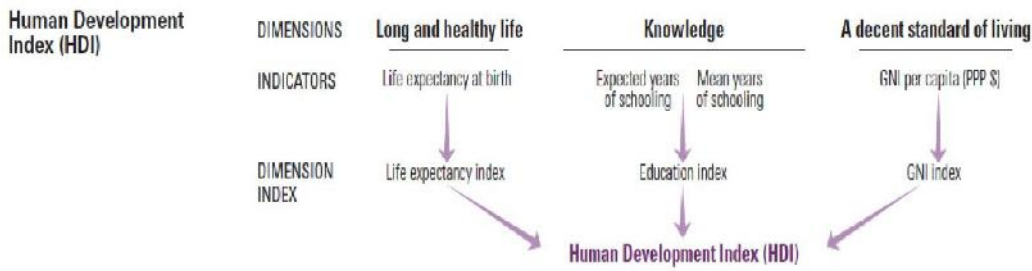 Human Development
Index (HDI)
DIMENSIONS Long and healthy life Knowledge A decent standard of living
INDICATORS Life expectancy at birth Expected years of schooling Mean years of schooling GNI per capita (PPP $)
DIMENSION
INDEX
Life expectancy index Education index GNI index
Human Development Index (HDI)